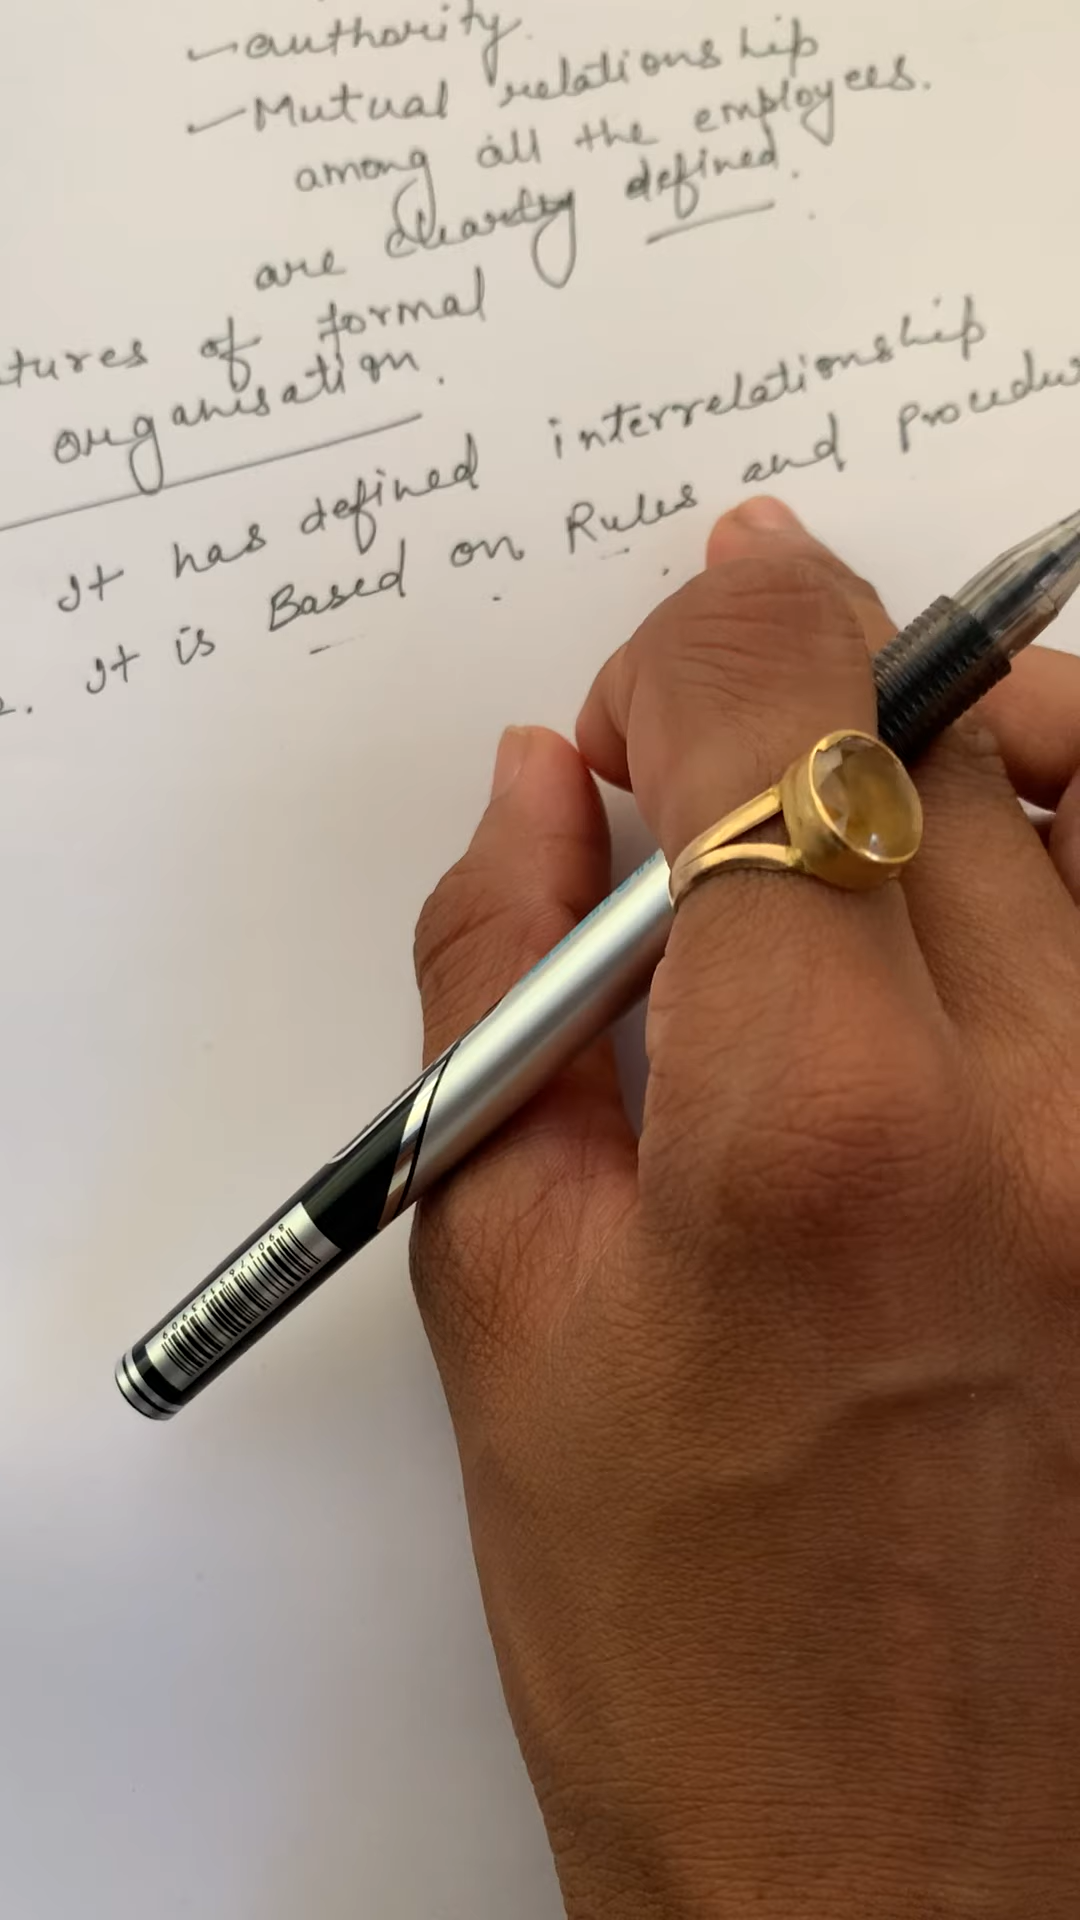 -authority.
-Mutual relationship
among all the employees.
are clearly defined.
tures of formal
organisation.
It has defined interrelationship
2. It is Based on Rules and Procedu